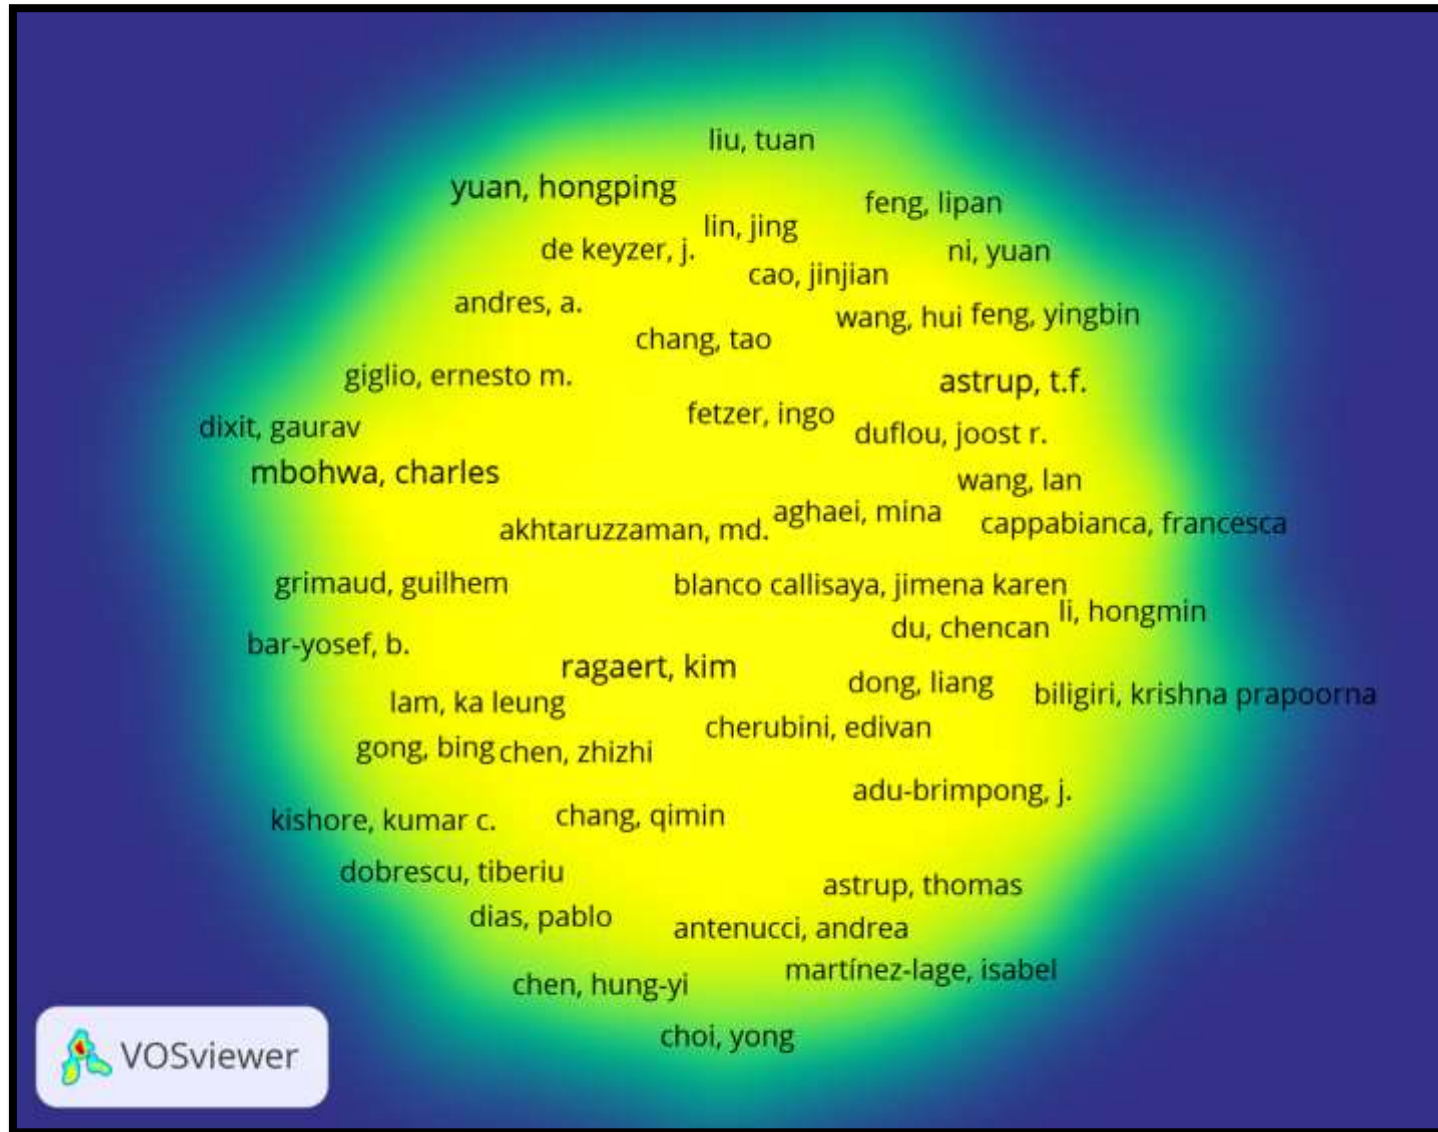 liu, tuan
yuan, hongping
feng, lipan
lin, jing
de keyzer, j.
ni, yuan
cao, jinjian
andres, a.
wang, hui
feng, yingbin
chang, tao
giglio, ernesto m.
astrup, t.f.
fetzer, ingo
dixit, gaurav
duflou, joost r.
mbohwa, charles
wang, lan
aghaei, mina
akhtaruzzaman, md.
cappabianca, francesca
grimaud, guilhem
blanco callisaya, jimena karen
li, hongmin
du, chencan
bar-yosef, b.
ragaert, kim
dong, liang
biligiri, krishna prapoorna
lam, ka leung
cherubini, edivan
gong, bing
chen, zhizhi
adu-brimpong, j.
kishore, kumar c.
chang, qimin
dobrescu, tiberiu
astrup, thomas
dias, pablo
antenucci, andrea
martínez-lage, isabel
chen, hung-yi
choi, yong
VOSviewer